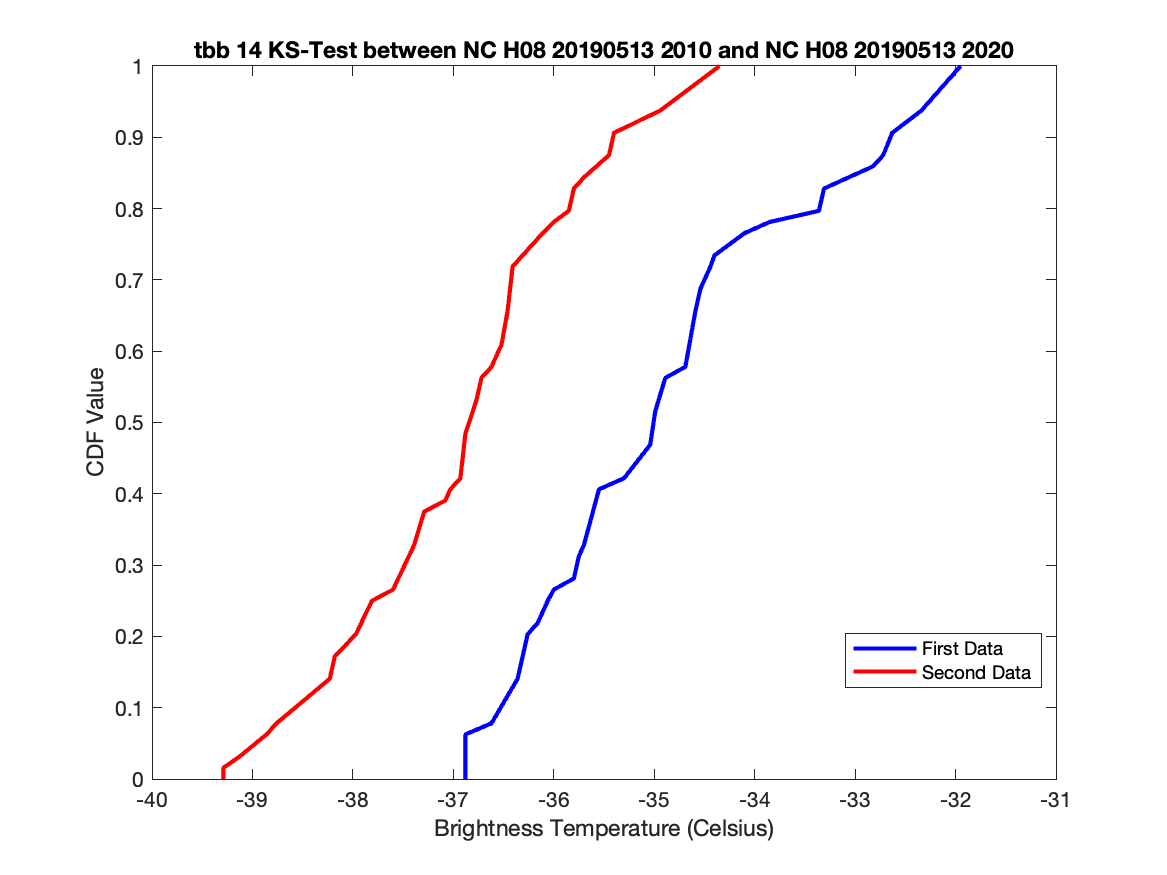 tbb 14 KS-Test between NC H08 20190513 2010 and NC H08 20190513 2020
1
0.9
0.8
0.7
0.6
0.5
0.4
0.3
0.2
0.1
0
CDF Value
First Data
Second Data
-40 -39 -38 -37 -36 -35 -34 -33 -32 -31
Brightness Temperature (Celsius)